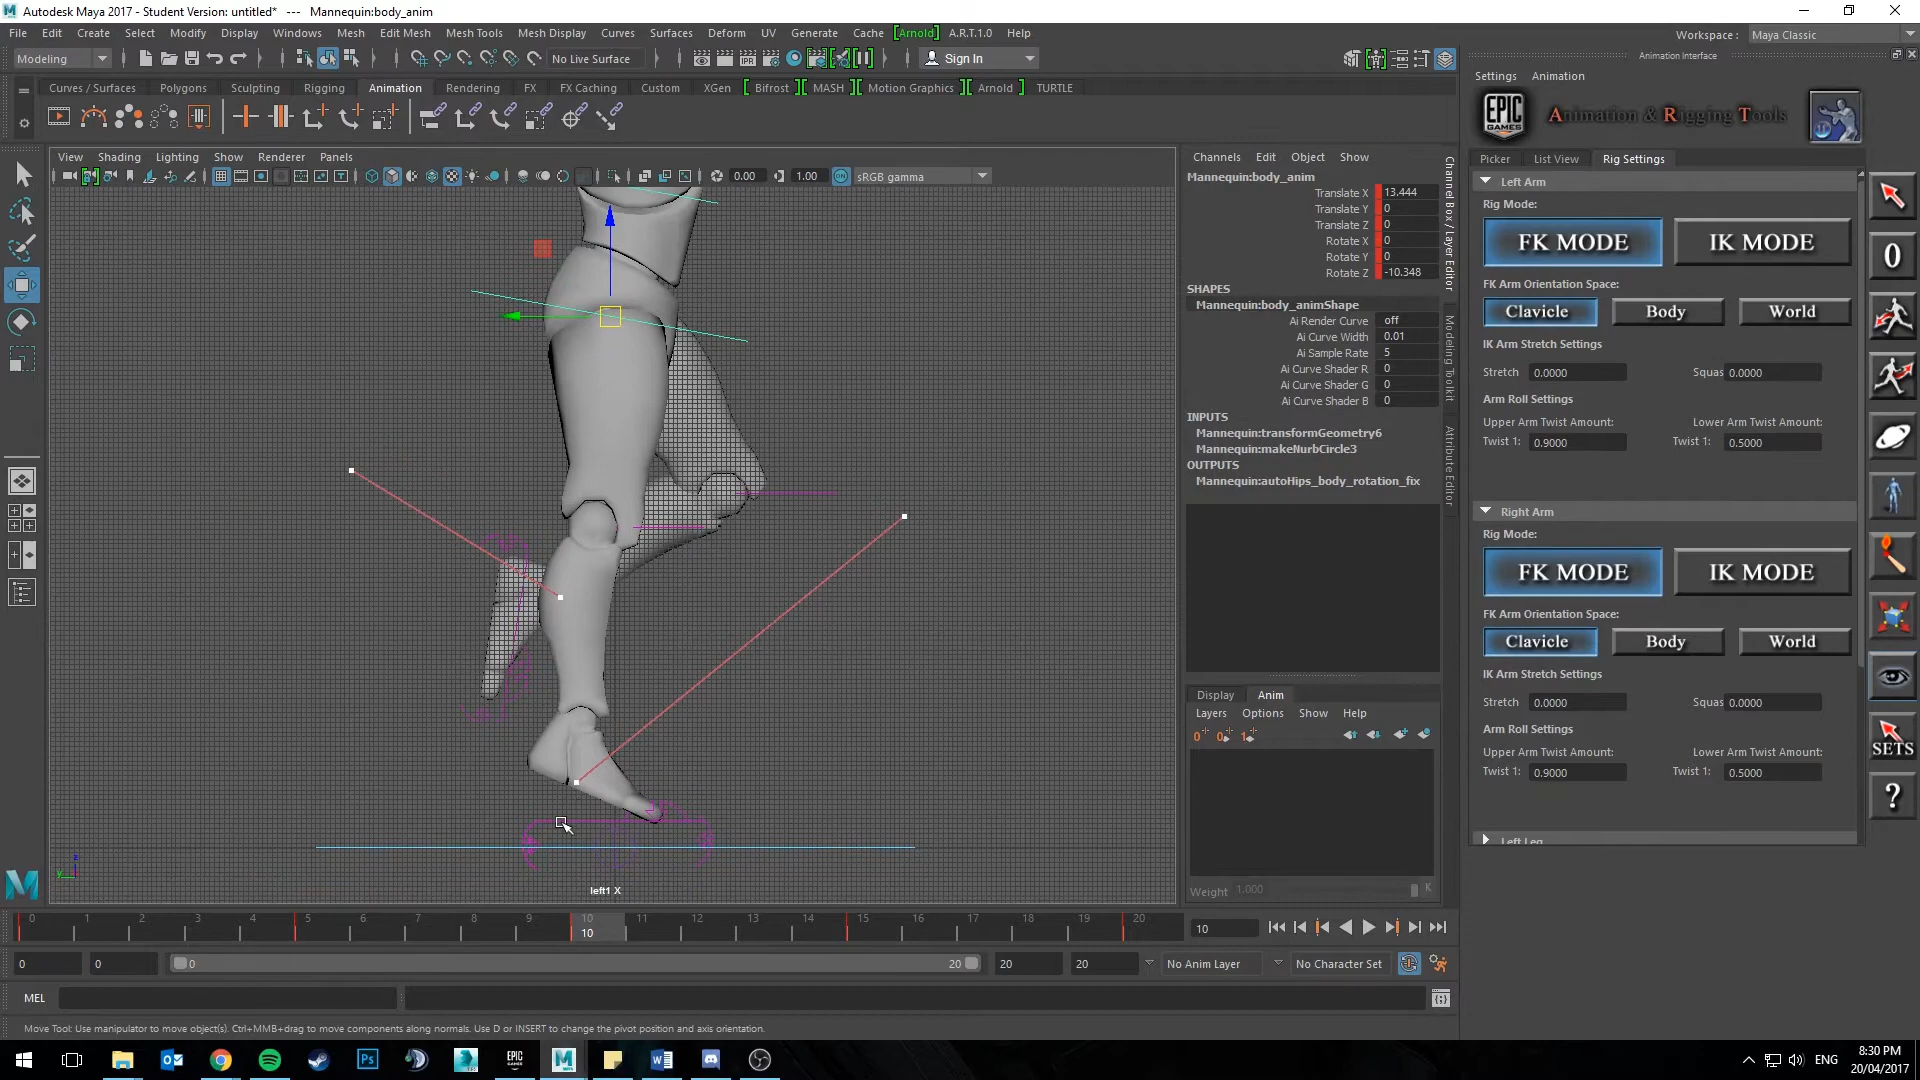 Autodesk Maya 2017 - Student Version: untitled* --- Mannequin:body_anim
File Edit Create Select Modify Display Windows Mesh Edit Mesh Mesh Tools Mesh Display Curves Surfaces Deform UV Generate Cache [Arnold] A.R.T.1.0 Help
Workspace : Maya Classic
Modeling No Live Surface IPR Sign In
Animation Interface
Settings Animation
Curves / Surfaces Polygons Sculpting Rigging Animation Rendering FX FX Caching Custom XGen [ Bifrost ] [ MASH ] [ Motion Graphics ] [ Arnold ] TURTLE
EPIC GAMES Animation & Rigging Tools
View Shading Lighting Show Renderer Panels
0.00 1.00 sRGB gamma
Channels Edit Object Show
Mannequin:body_anim
Translate X 13.444
Translate Y 0
Translate Z 0
Rotate X 0
Rotate Y 0
Rotate Z -10.348
SHAPES
Mannequin:body_animShape
Ai Render Curve off
Ai Curve Width 0.01
Ai Sample Rate 5
Ai Curve Shader R 0
Ai Curve Shader G 0
Ai Curve Shader B 0
INPUTS
Mannequin:transformGeometry6
Mannequin:makeNurbCircle3
OUTPUTS
Mannequin:autoHips_body_rotation_fix
Channel Box / Layer Editor
Modeling Toolkit
Attribute Editor
Display Anim
Layers Options Show Help
Weight 1.000 K
Picker List View Rig Settings
Left Arm
Rig Mode:
FK MODE IK MODE
FK Arm Orientation Space:
Clavicle Body World
IK Arm Stretch Settings
Stretch 0.0000 Squas 0.0000
Arm Roll Settings
Upper Arm Twist Amount: Lower Arm Twist Amount:
Twist 1: 0.9000 Twist 1: 0.5000
Right Arm
Rig Mode:
FK MODE IK MODE
FK Arm Orientation Space:
Clavicle Body World
IK Arm Stretch Settings
Stretch 0.0000 Squas 0.0000
Arm Roll Settings
Upper Arm Twist Amount: Lower Arm Twist Amount:
Twist 1: 0.9000 Twist 1: 0.5000
Left Leg
0
SETS
?
z
y
left1 X
0 1 2 3 4 5 6 7 8 9 10 11 12 13 14 15 16 17 18 19 20
10
10
0 0 0 20 20 20 No Anim Layer No Character Set
MEL
Move Tool: Use manipulator to move object(s). Ctrl+MMB+drag to move components along normals. Use D or INSERT to change the pivot position and axis orientation.
Ps EPIC GAMES M ENG 8:30 PM
20/04/2017